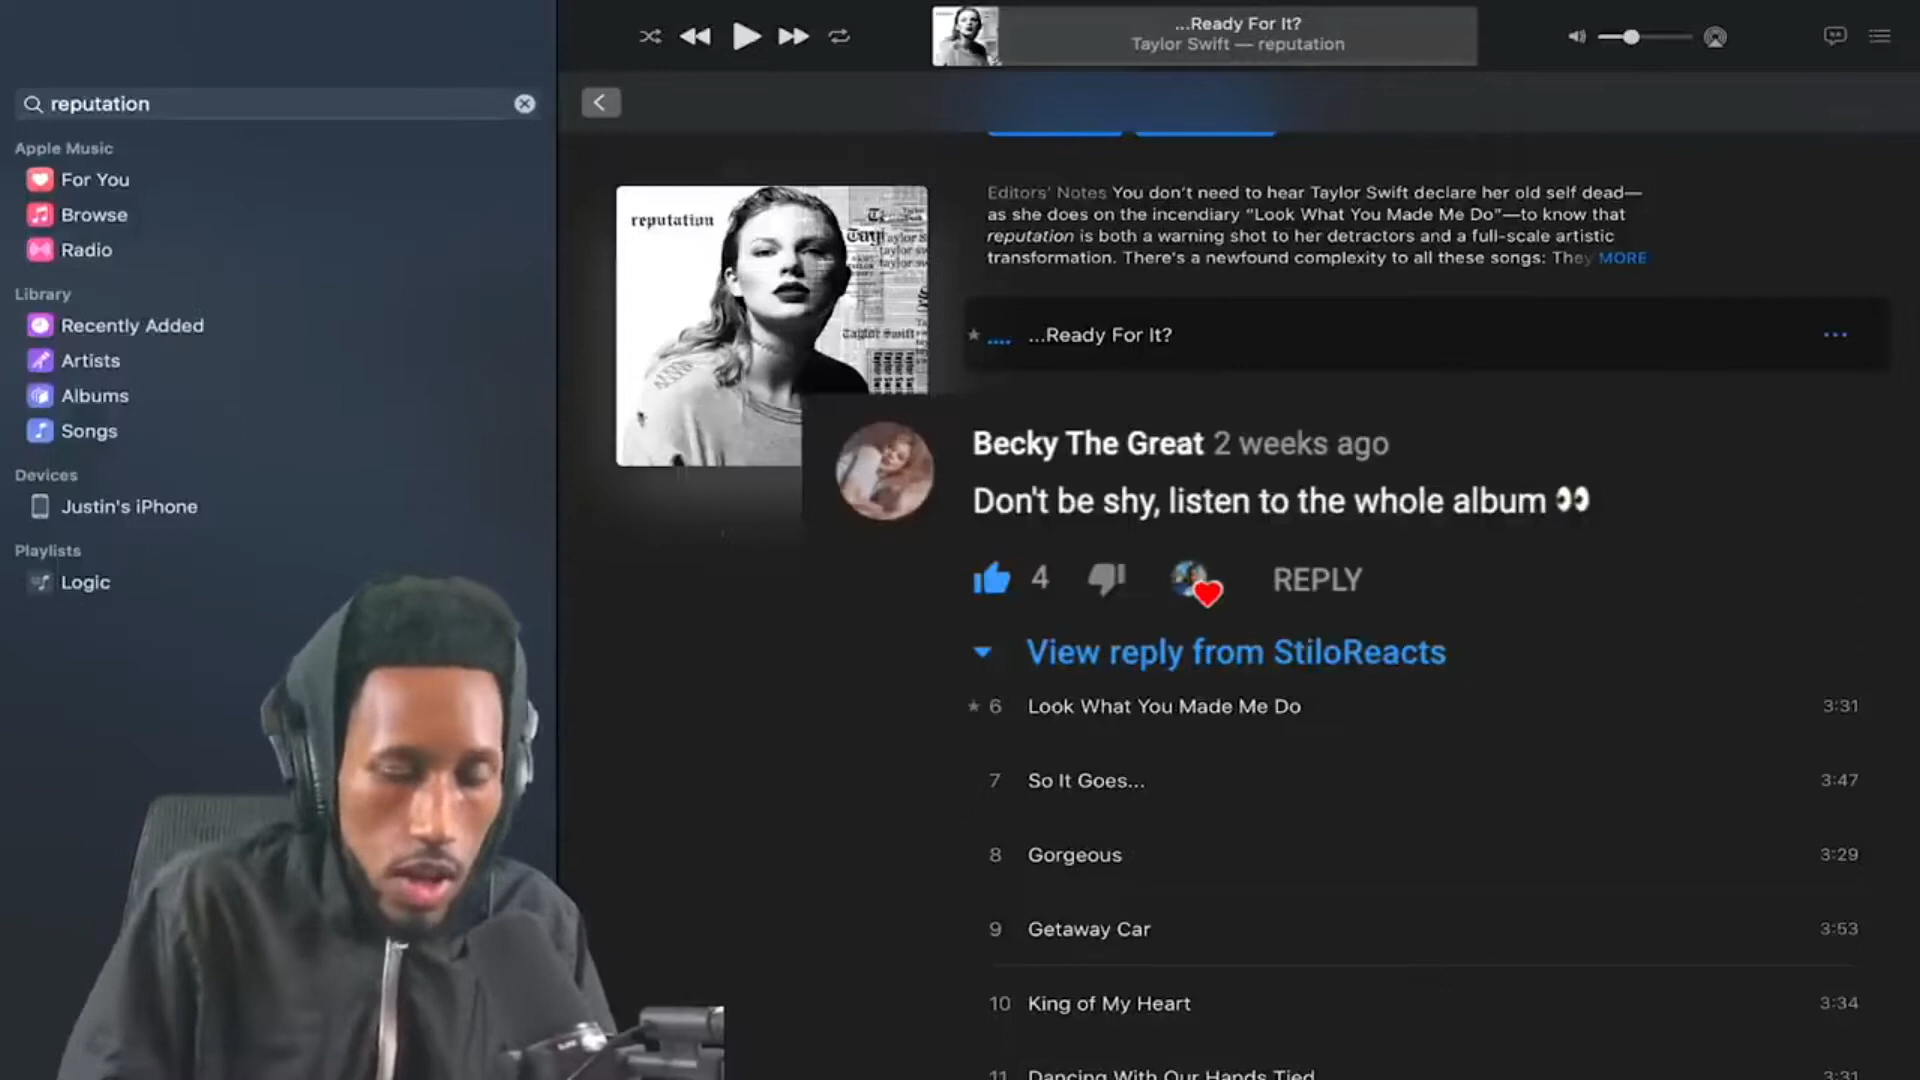 ...Ready For It?
Taylor Swift — reputation
reputation
Apple Music
For You
Browse
Radio
Library
Recently Added
Artists
Albums
Songs
Devices
Justin's iPhone
Playlists
Logic
reputation
Taylor Swift
Editors' Notes You don't need to hear Taylor Swift declare her old self dead—
as she does on the incendiary “Look What You Made Me Do”—to know that
reputation is both a warning shot to her detractors and a full-scale artistic
transformation. There's a newfound complexity to all these songs: They MORE
...Ready For It?
Becky The Great 2 weeks ago
Don't be shy, listen to the whole album 👀
4
REPLY
View reply from StiloReacts
6 Look What You Made Me Do 3:31
7 So It Goes... 3:47
8 Gorgeous 3:29
9 Getaway Car 3:53
10 King of My Heart 3:34
11 Dancing With Our Hands Tied 3:31